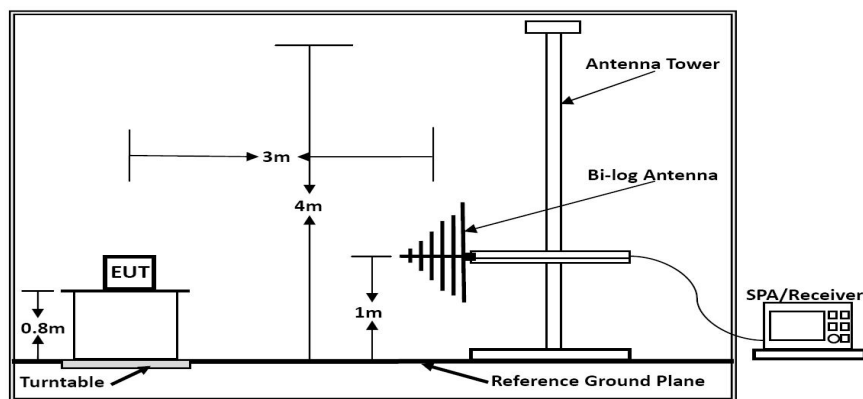 Antenna Tower
3m
Bi-log Antenna
4m
EUT
SPA/Receiver
0.8m
1m
Turntable
Reference Ground Plane